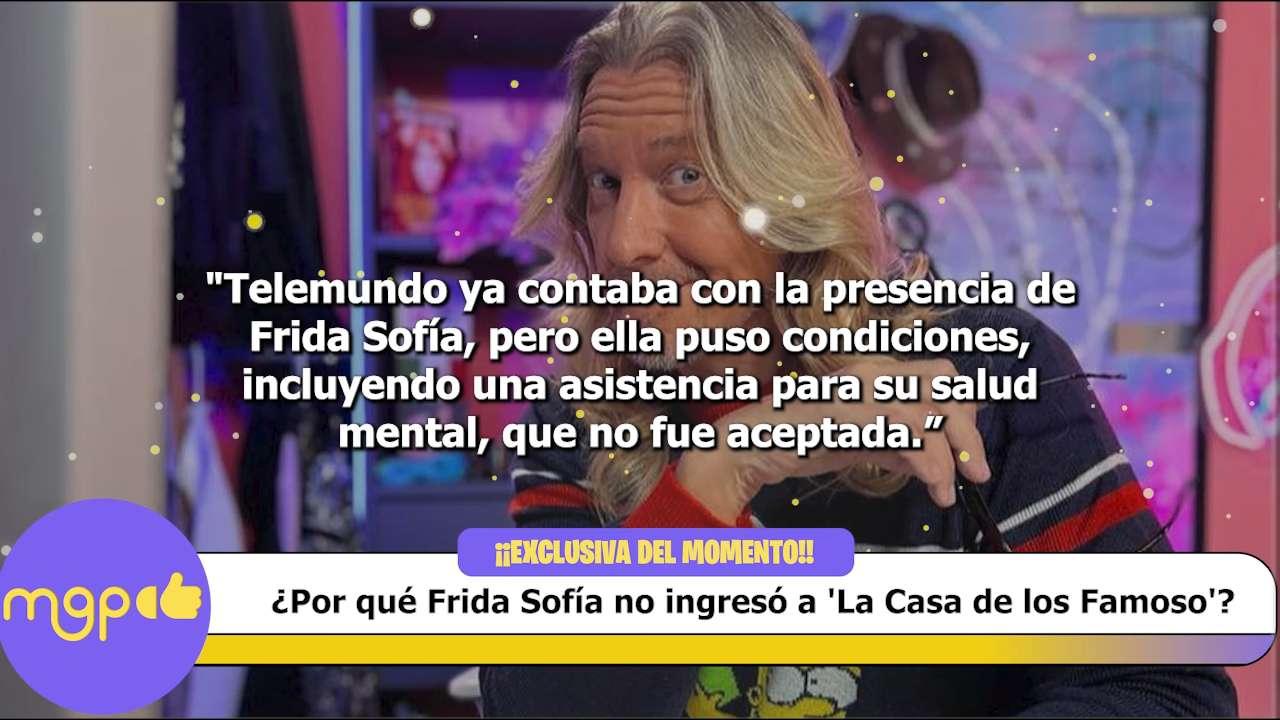 "Telemundo ya contaba con la presencia de
Frida Sofía, pero ella puso condiciones,
incluyendo una asistencia para su salud
mental, que no fue aceptada.”
¡¡EXCLUSIVA DEL MOMENTO!!
¿Por qué Frida Sofía no ingresó a 'La Casa de los Famoso'?
mgp